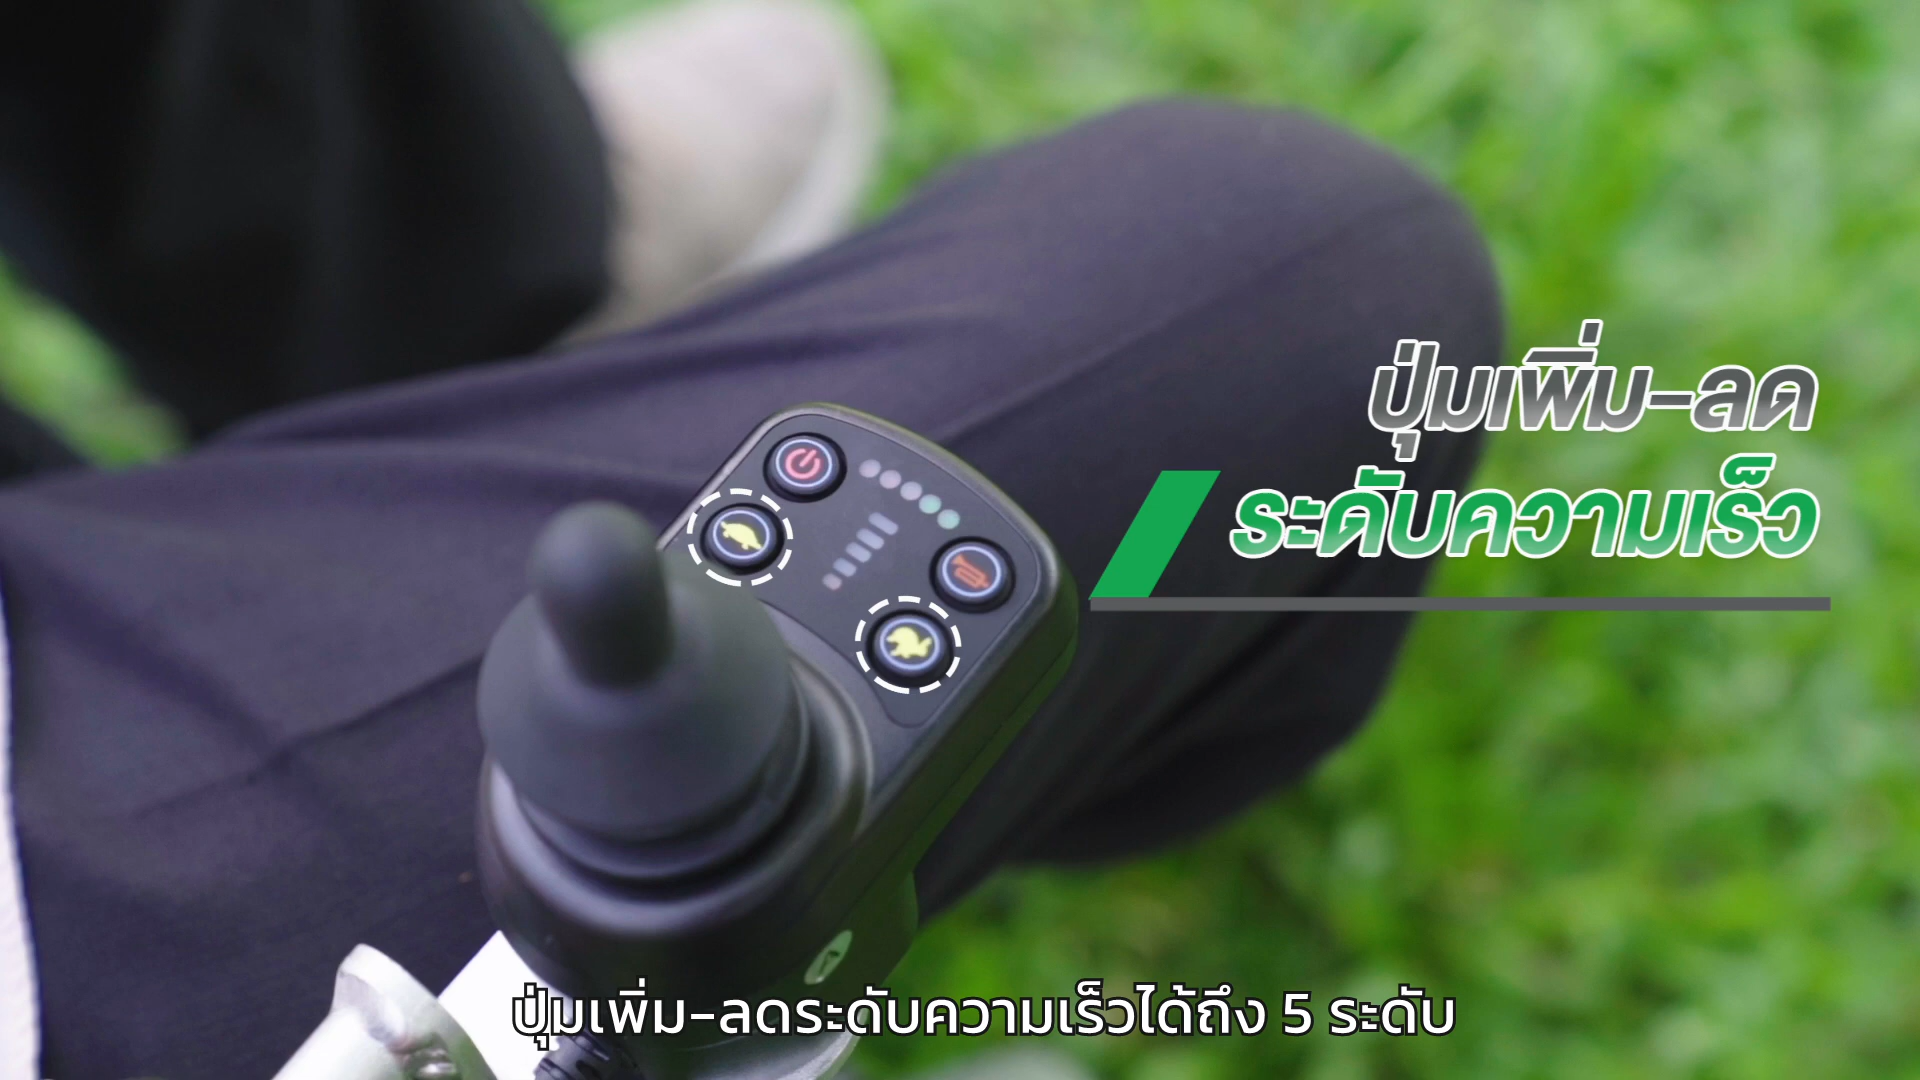 ปุ่มเพิ่ม-ลด
ระดับความเร็ว
ปุ่มเพิ่ม-ลดระดับความเร็วได้ถึง 5 ระดับ